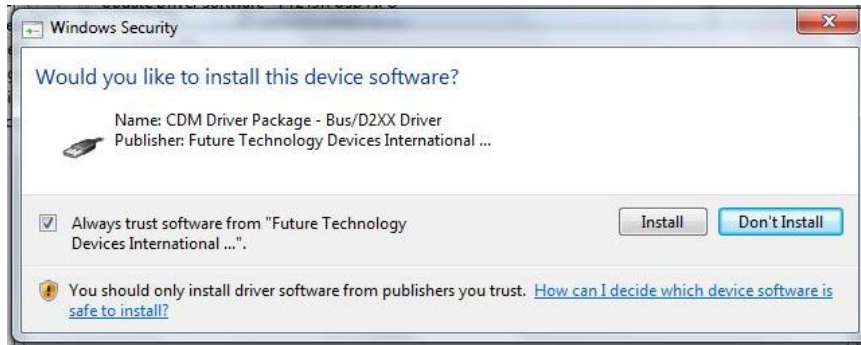 Windows Security
Would you like to install this device software?
Name: CDM Driver Package - Bus/D2XX Driver
Publisher: Future Technology Devices International ...
Always trust software from "Future Technology
Devices International ...".
Install
Don't Install
You should only install driver software from publishers you trust. How can I decide which device software is
safe to install?